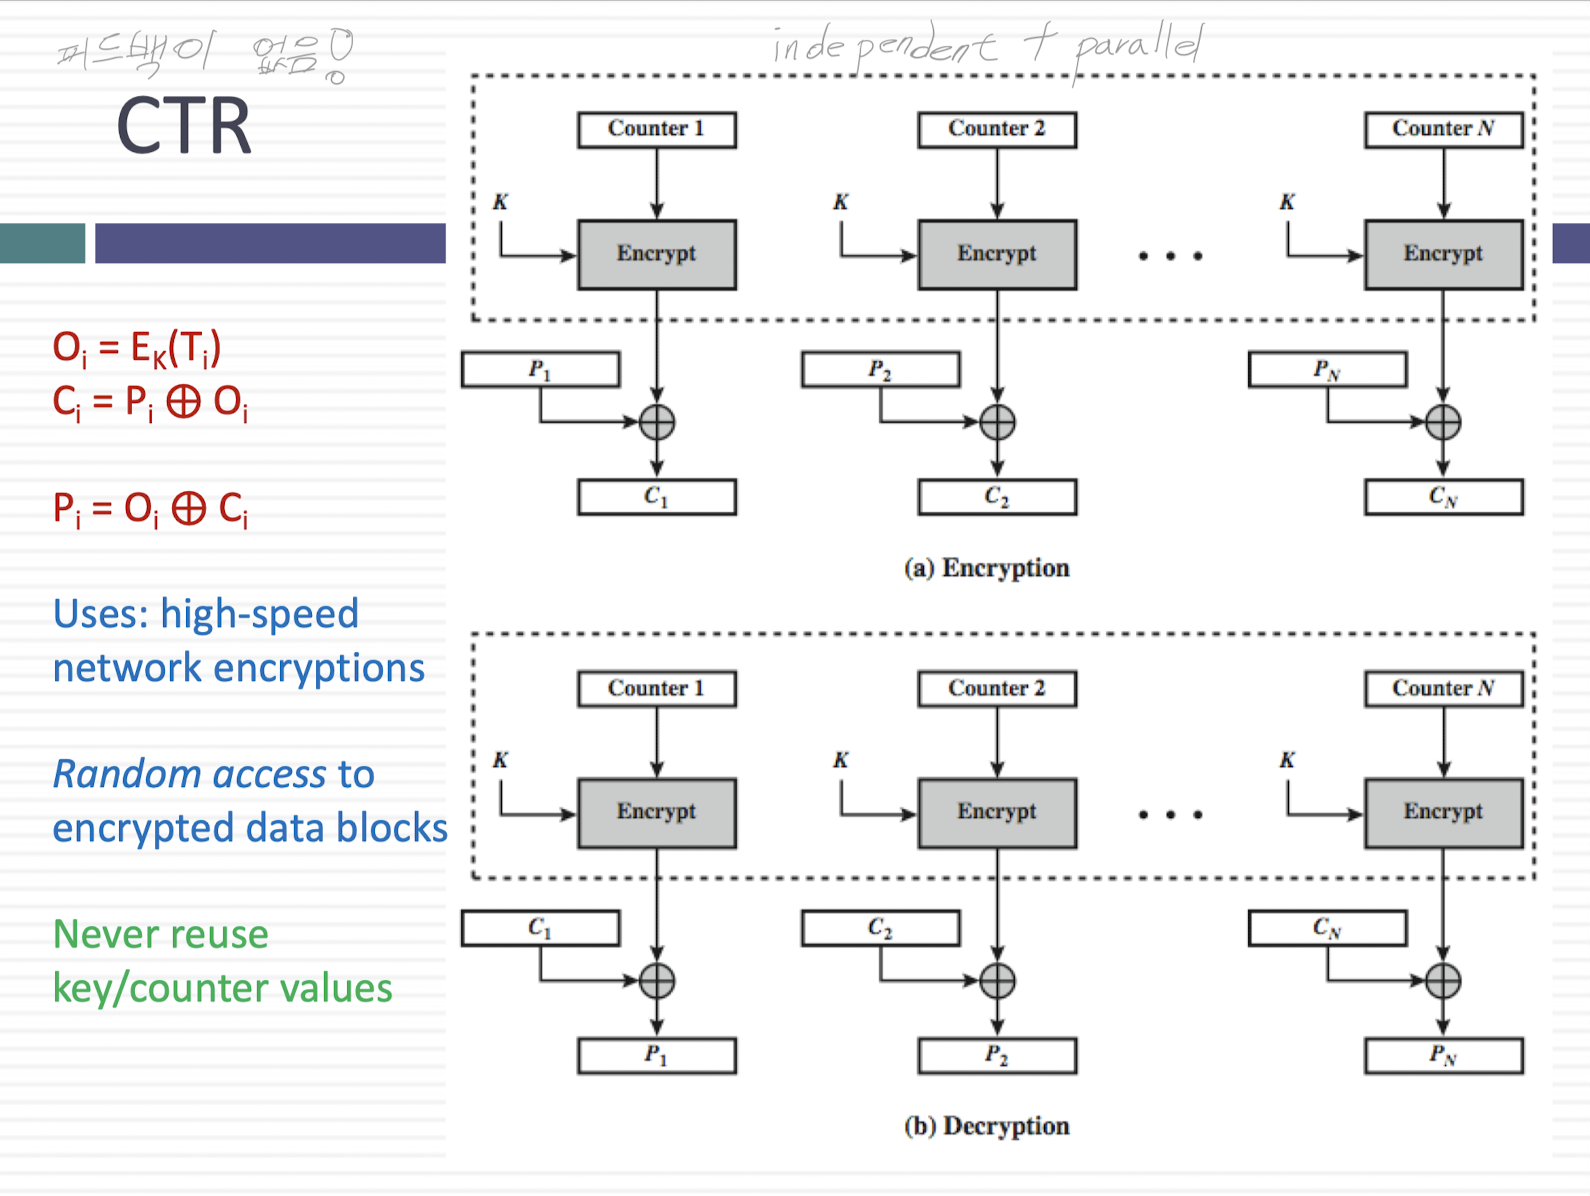 피드백이 없음
independent + parallel
CTR
O_i = E_K(T_i)
C_i = P_i ⊕ O_i
P_i = O_i ⊕ C_i
Uses: high-speed
network encryptions
Random access to
encrypted data blocks
Never reuse
key/counter values
Counter 1 Counter 2 Counter N
K K K
Encrypt Encrypt • • • Encrypt
P_1 P_2 P_N
C_1 C_2 C_N
(a) Encryption
Counter 1 Counter 2 Counter N
K K K
Encrypt Encrypt • • • Encrypt
C_1 C_2 C_N
P_1 P_2 P_N
(b) Decryption